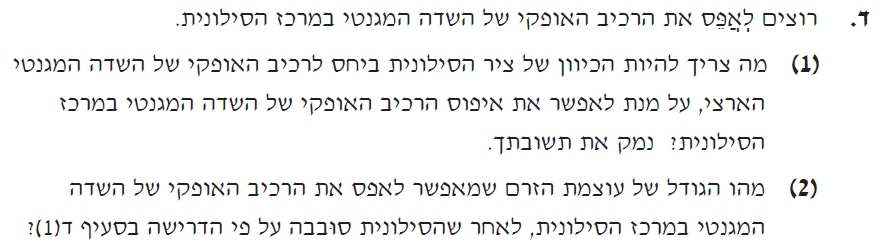 ד. רוצים לְאַפֵּס את הרכיב האופקי של השדה המגנטי במרכז הסילונית.
(1) מה צריך להיות הכיוון של ציר הסילונית ביחס לרכיב האופקי של השדה המגנטי
הארצי, על מנת לאפשר את איפוס הרכיב האופקי של השדה המגנטי במרכז
הסילונית? נמק את תשובתך.
(2) מהו הגודל של עוצמת הזרם שמאפשר לאפס את הרכיב האופקי של השדה
המגנטי במרכז הסילונית, לאחר שהסילונית סוּבבה על פי הדרישה בסעיף ד(1)?